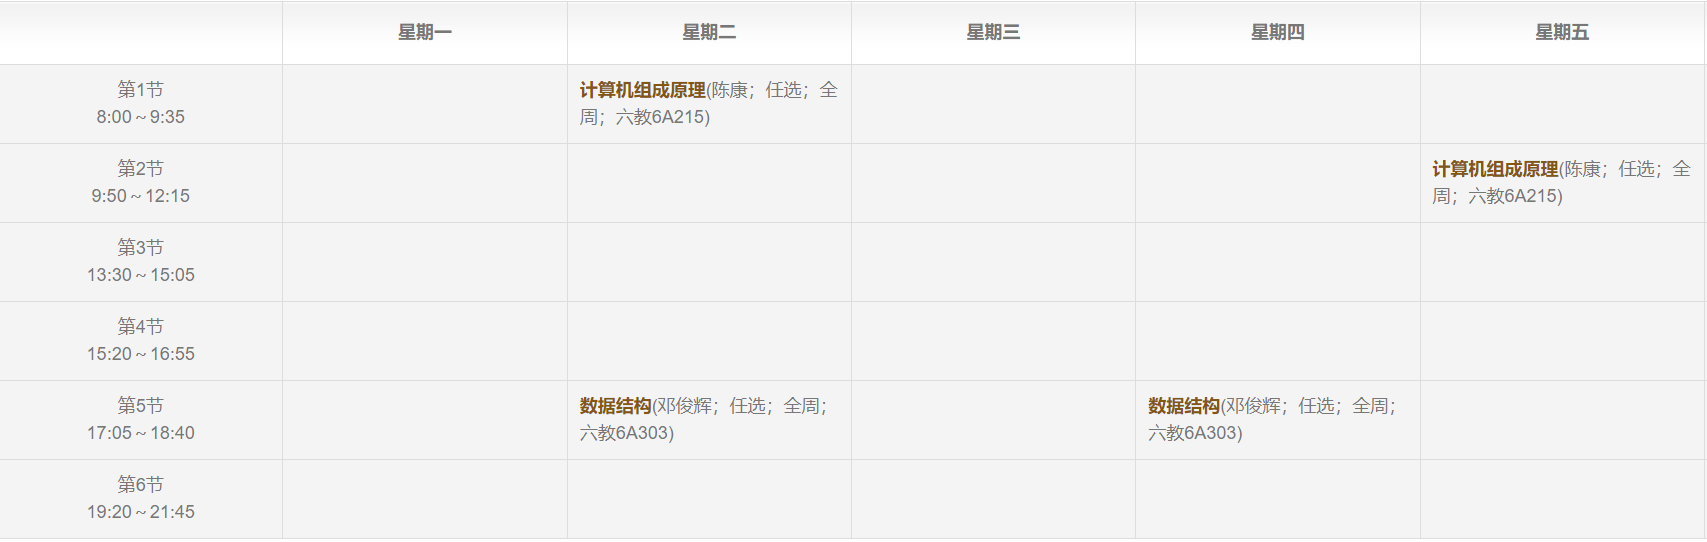 星期一 星期二 星期三 星期四 星期五
第1节
8:00～9:35
计算机组成原理(陈康；任选；全
周；六教6A215)
第2节
9:50～12:15
计算机组成原理(陈康；任选；全
周；六教6A215)
第3节
13:30～15:05
第4节
15:20～16:55
第5节
17:05～18:40
数据结构(邓俊辉；任选；全周；
六教6A303)
数据结构(邓俊辉；任选；全周；
六教6A303)
第6节
19:20～21:45